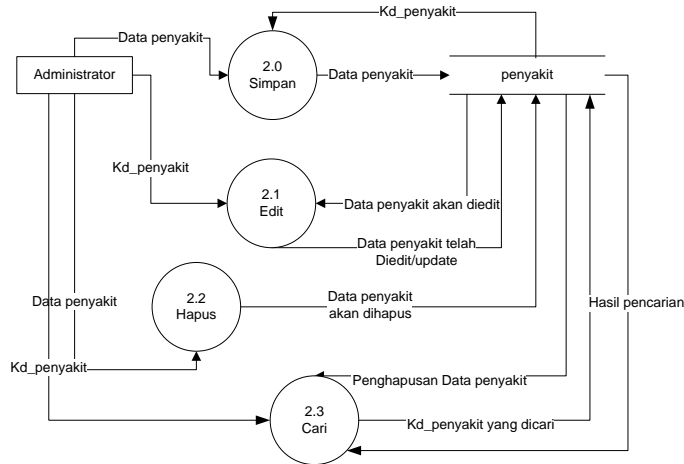 Kd_penyakit
Data penyakit
2.0
Simpan
Data penyakit
penyakit
Administrator
Kd_penyakit
2.1
Edit
Data penyakit akan diedit
Data penyakit telah
Diedit/update
Data penyakit
2.2
Hapus
Data penyakit
akan dihapus
Hasil pencarian
Kd_penyakit
Penghapusan Data penyakit
2.3
Cari
Kd_penyakit yang dicari